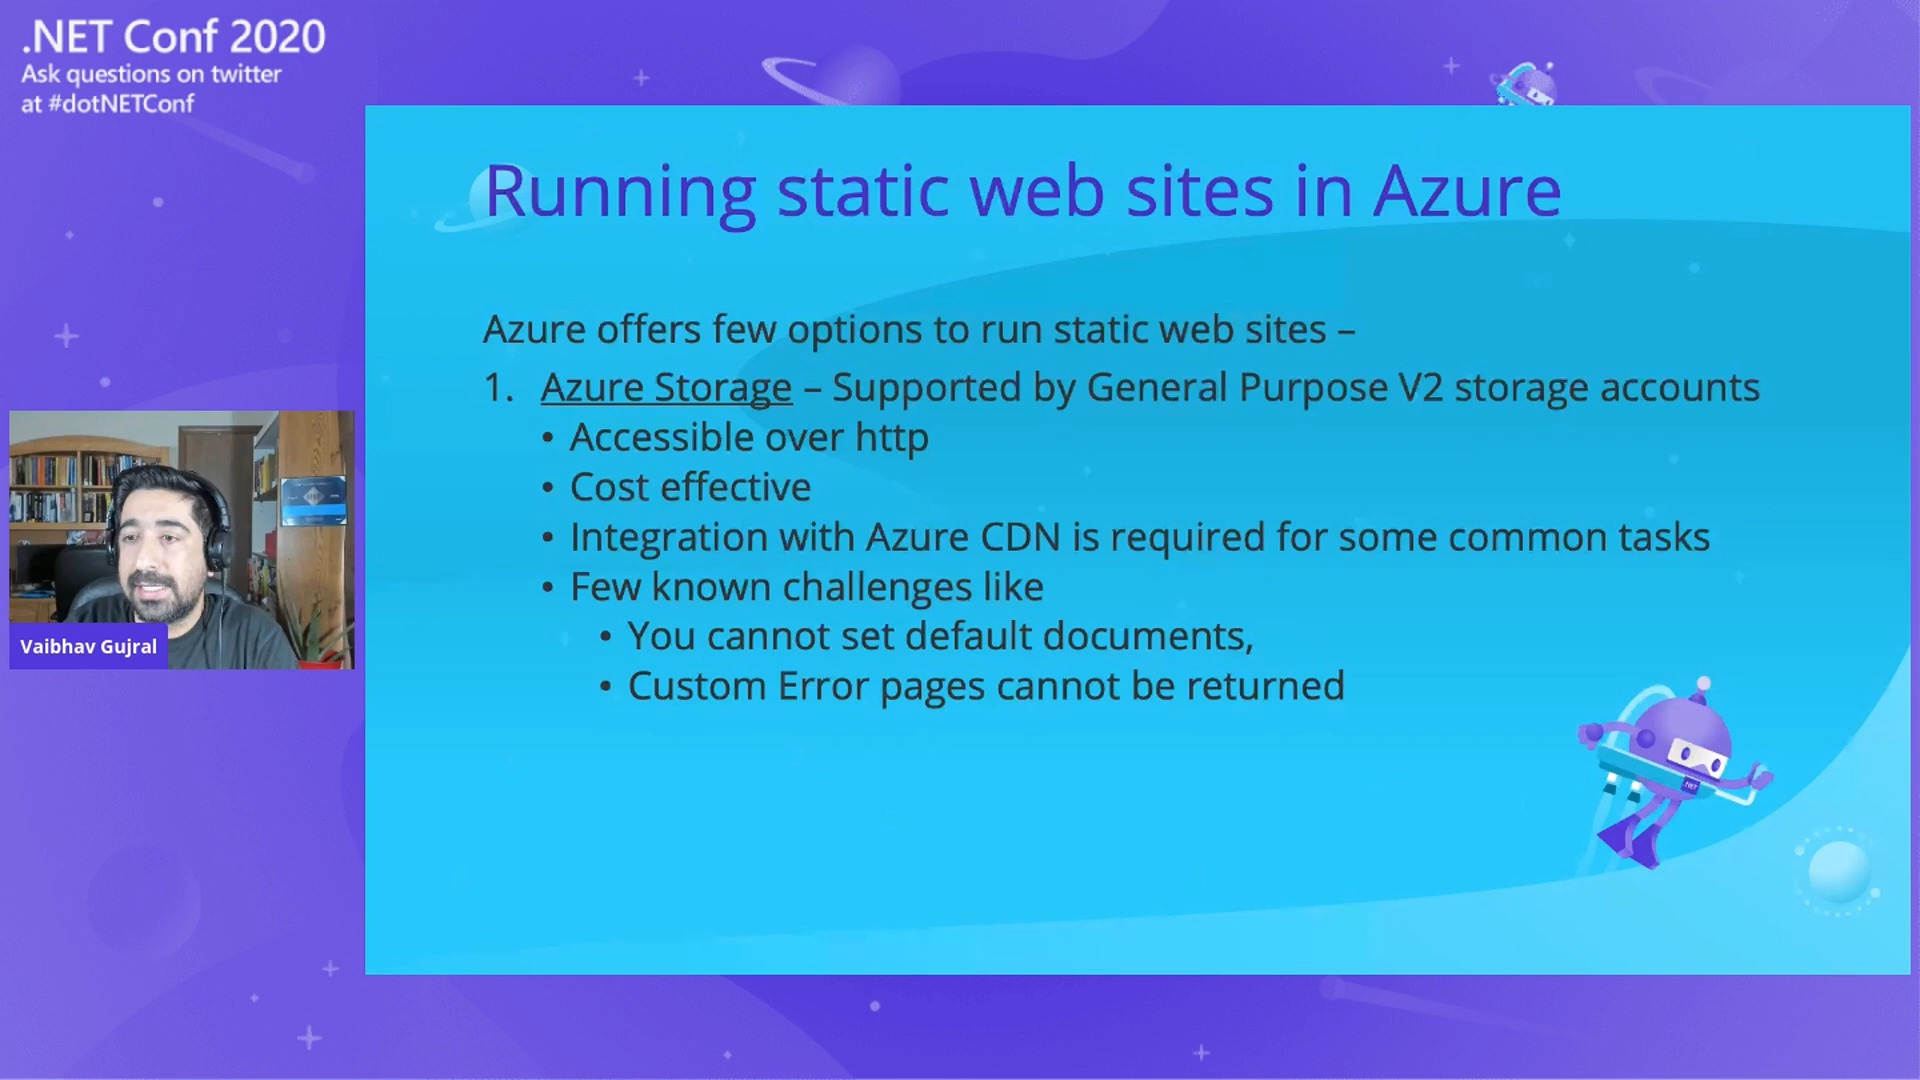 .NET Conf 2020
Ask questions on twitter
at #dotNETConf
Running static web sites in Azure
Azure offers few options to run static web sites –
1. Azure Storage – Supported by General Purpose V2 storage accounts
• Accessible over http
• Cost effective
• Integration with Azure CDN is required for some common tasks
• Few known challenges like
• You cannot set default documents,
• Custom Error pages cannot be returned
Vaibhav Gujral
.NET